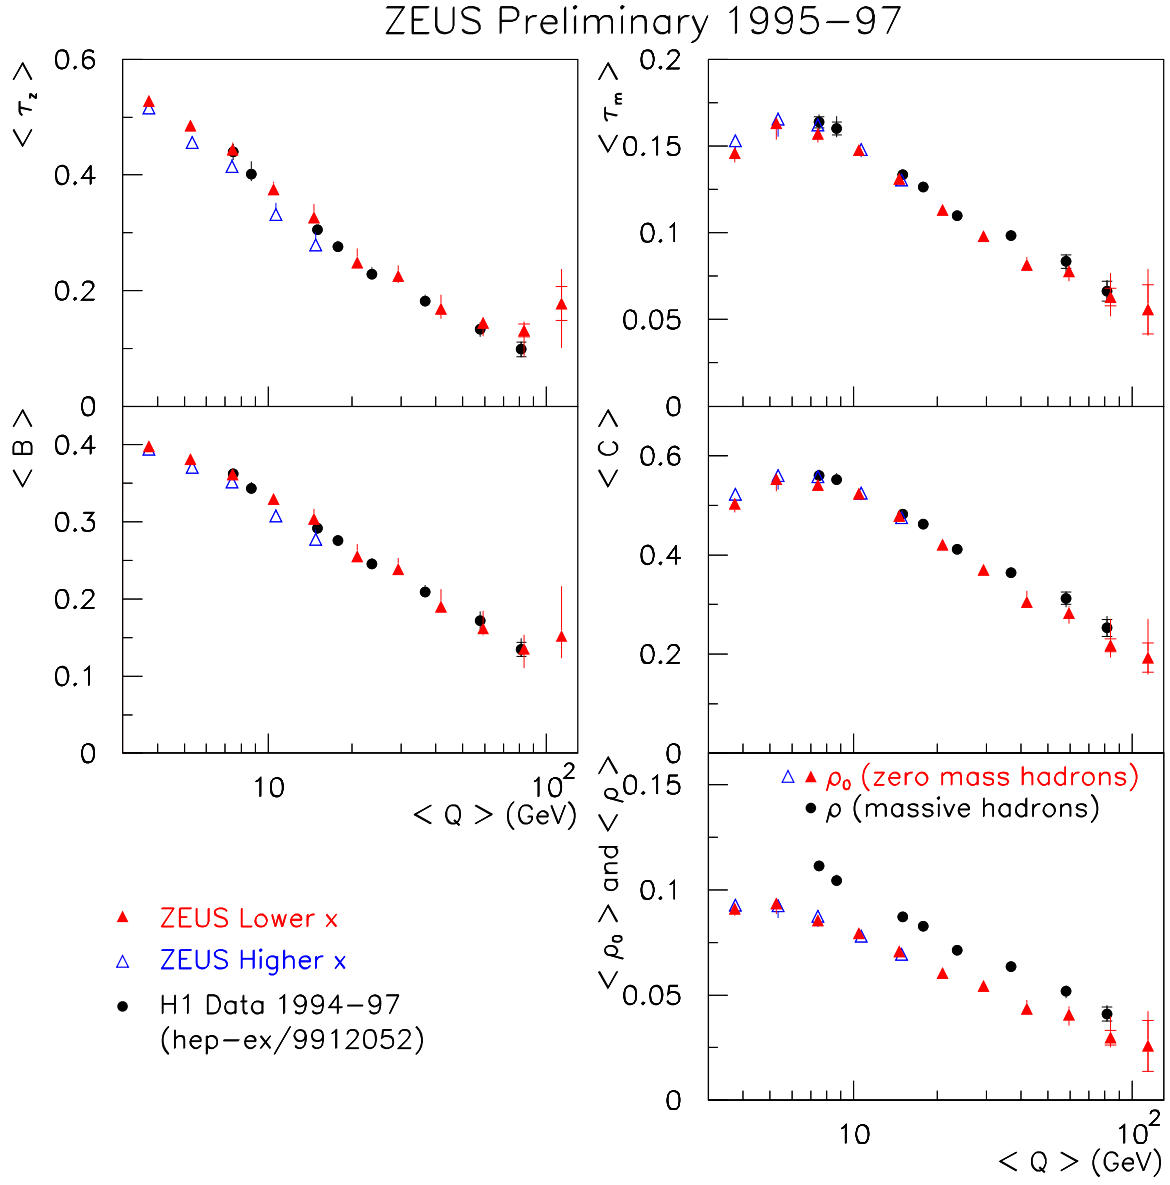 ZEUS Preliminary 1995-97
< τz >
0.6
0.4
0.2
0
< τm >
0.2
0.15
0.1
0.05
0
< B >
0.4
0.3
0.2
0.1
0
10
10²
< Q > (GeV)
< C >
0.6
0.4
0.2
0
< ρ0 > and < ρ >
0.15
0.1
0.05
0
ρ0 (zero mass hadrons)
ρ (massive hadrons)
10
10²
< Q > (GeV)
ZEUS Lower x
ZEUS Higher x
H1 Data 1994-97
(hep-ex/9912052)